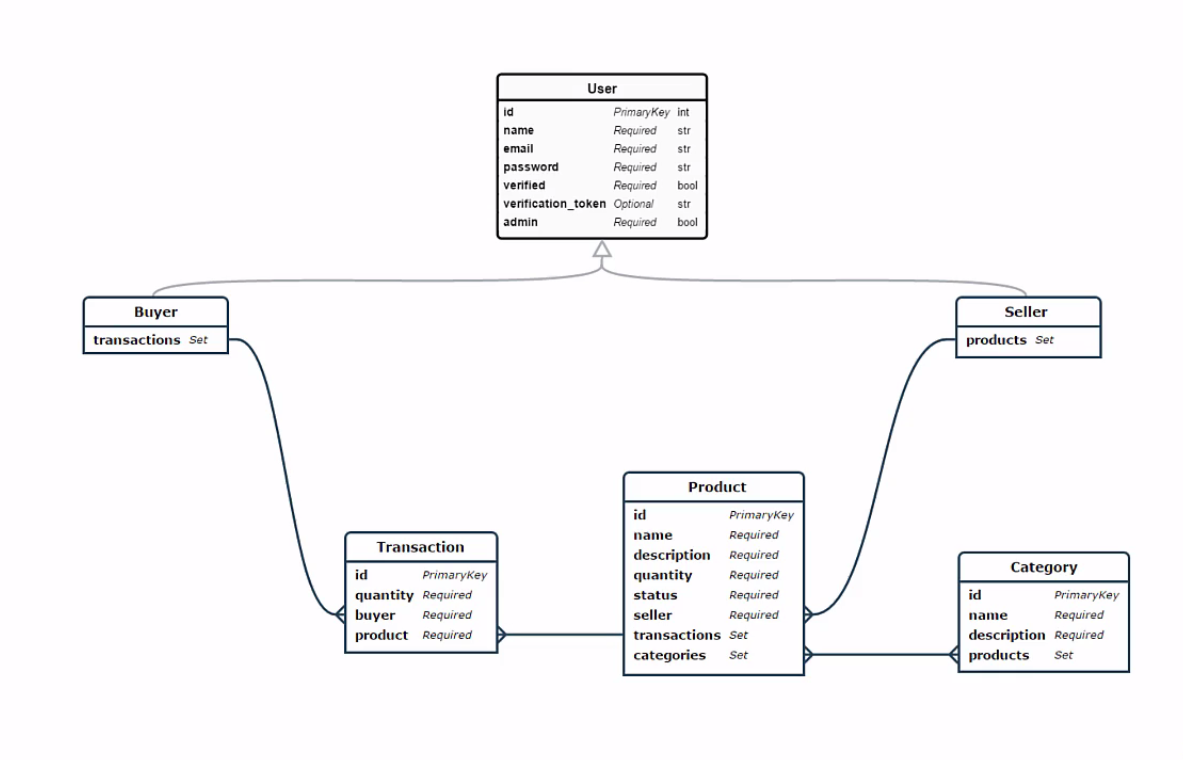 User
id PrimaryKey int
name Required str
email Required str
password Required str
verified Required bool
verification_token Optional str
admin Required bool
Buyer
transactions Set
Seller
products Set
Transaction
id PrimaryKey
quantity Required
buyer Required
product Required
Product
id PrimaryKey
name Required
description Required
quantity Required
status Required
seller Required
transactions Set
categories Set
Category
id PrimaryKey
name Required
description Required
products Set